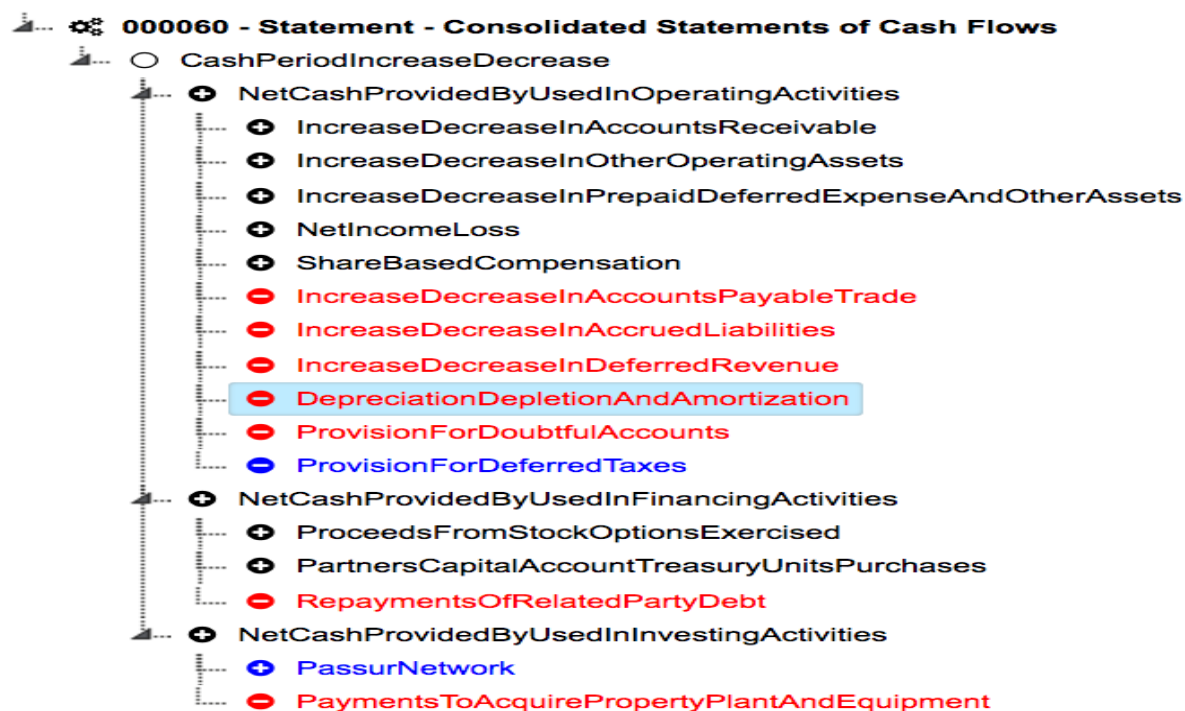 000060 - Statement - Consolidated Statements of Cash Flows
CashPeriodIncreaseDecrease
NetCashProvidedByUsedInOperatingActivities
IncreaseDecreaseInAccountsReceivable
IncreaseDecreaseInOtherOperatingAssets
IncreaseDecreaseInPrepaidDeferredExpenseAndOtherAssets
NetIncomeLoss
ShareBasedCompensation
IncreaseDecreaseInAccountsPayableTrade
IncreaseDecreaseInAccruedLiabilities
IncreaseDecreaseInDeferredRevenue
DepreciationDepletionAndAmortization
ProvisionForDoubtfulAccounts
ProvisionForDeferredTaxes
NetCashProvidedByUsedInFinancingActivities
ProceedsFromStockOptionsExercised
PartnersCapitalAccountTreasuryUnitsPurchases
RepaymentsOfRelatedPartyDebt
NetCashProvidedByUsedInInvestingActivities
PassurNetwork
PaymentsToAcquirePropertyPlantAndEquipment